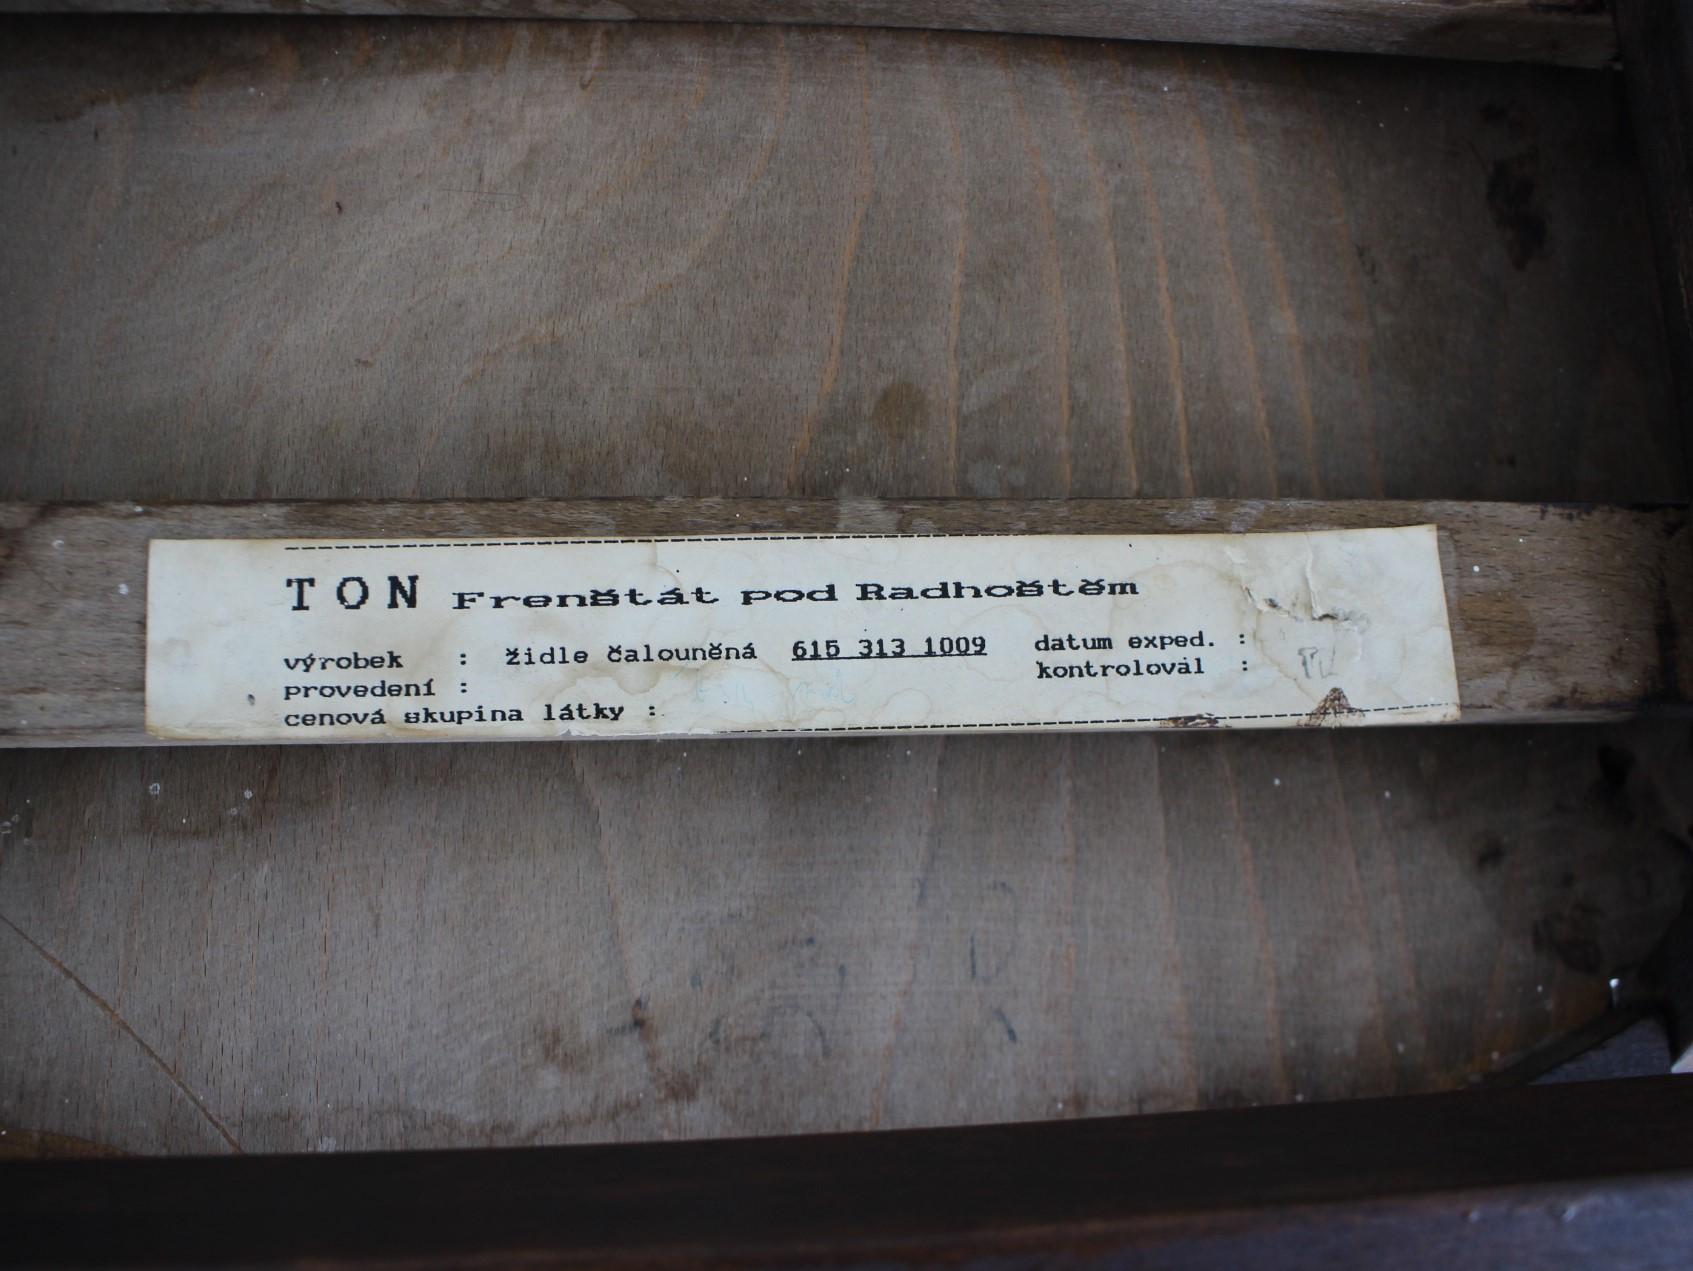 TON Frenštát pod Radhoštěm
výrobek : židle čalouněná 615 313 1009 datum exped. :
provedení : kontroloval :
cenová skupina látky :